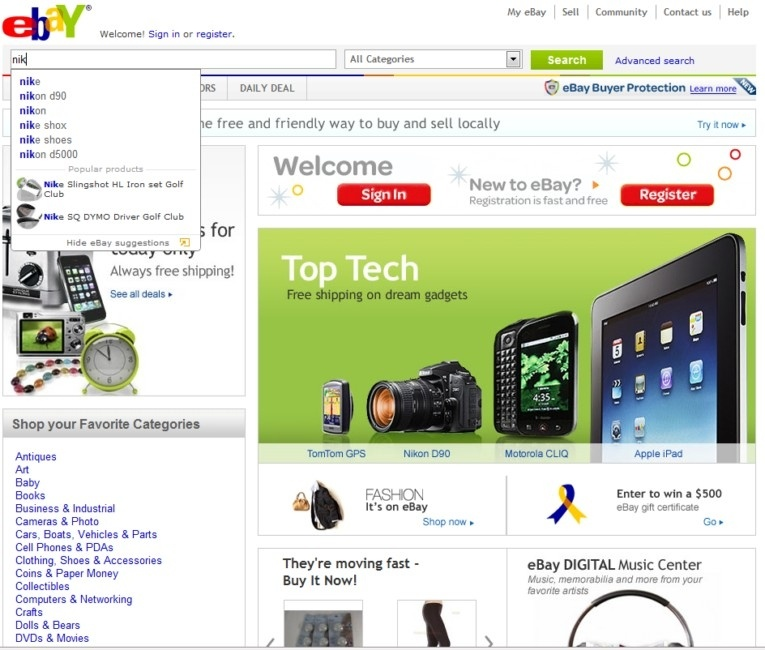 ebaY®
My eBay Sell Community Contact us Help
Welcome! Sign in or register.
nik
All Categories
Search
Advanced search
nike
nikon d90
nikon
nike shox
nike shoes
nikon d5000
Popular products
Nike Slingshot HL Iron set Golf
Club
Nike SQ DYMO Driver Golf Club
Hide eBay suggestions
ORS DAILY DEAL
eBay Buyer Protection Learn more NEW
he free and friendly way to buy and sell locally
Try it now
s for
today only
Always free shipping!
See all deals
Welcome
Sign In
New to eBay?
Registration is fast and free
Register
Top Tech
Free shipping on dream gadgets
4:35
5
TomTom GPS Nikon D90 Motorola CLIQ Apple iPad
FASHION
It's on eBay
Shop now
Enter to win a $500
eBay gift certificate
Go
Shop your Favorite Categories
Antiques
Art
Baby
Books
Business & Industrial
Cameras & Photo
Cars, Boats, Vehicles & Parts
Cell Phones & PDAs
Clothing, Shoes & Accessories
Coins & Paper Money
Collectibles
Computers & Networking
Crafts
Dolls & Bears
DVDs & Movies
They're moving fast -
Buy It Now!
eBay DIGITAL Music Center
Music, memorabilia and more from your
favorite artists